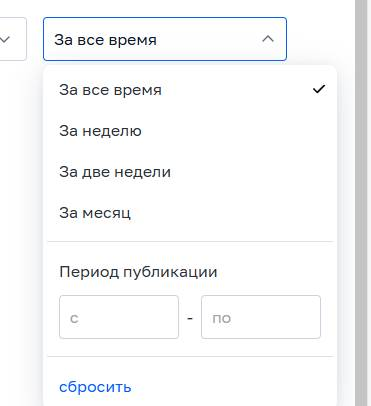 За все время
За все время
За неделю
За две недели
За месяц
Период публикации
с - по
сбросить